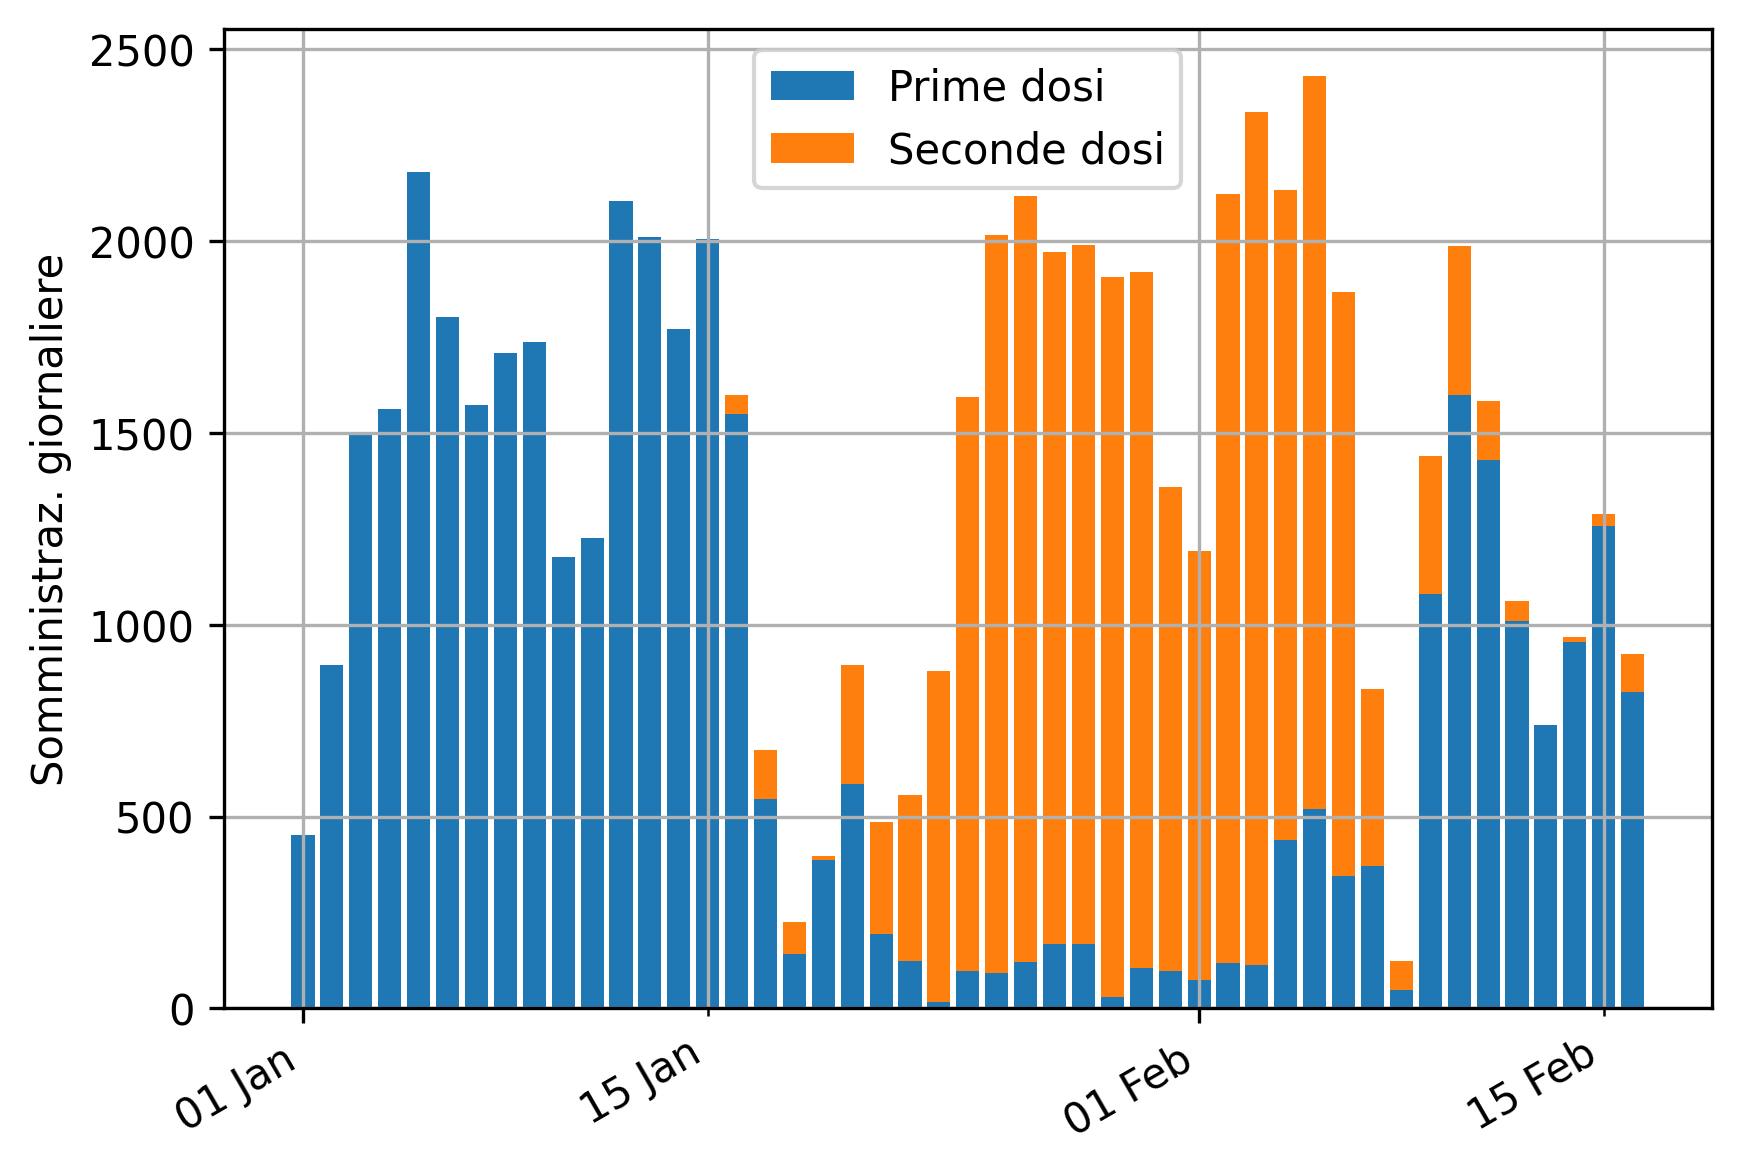 2500
2000
1500
1000
500
0
Somministraz. giornaliere
Prime dosi
Seconde dosi
01 Jan
15 Jan
01 Feb
15 Feb